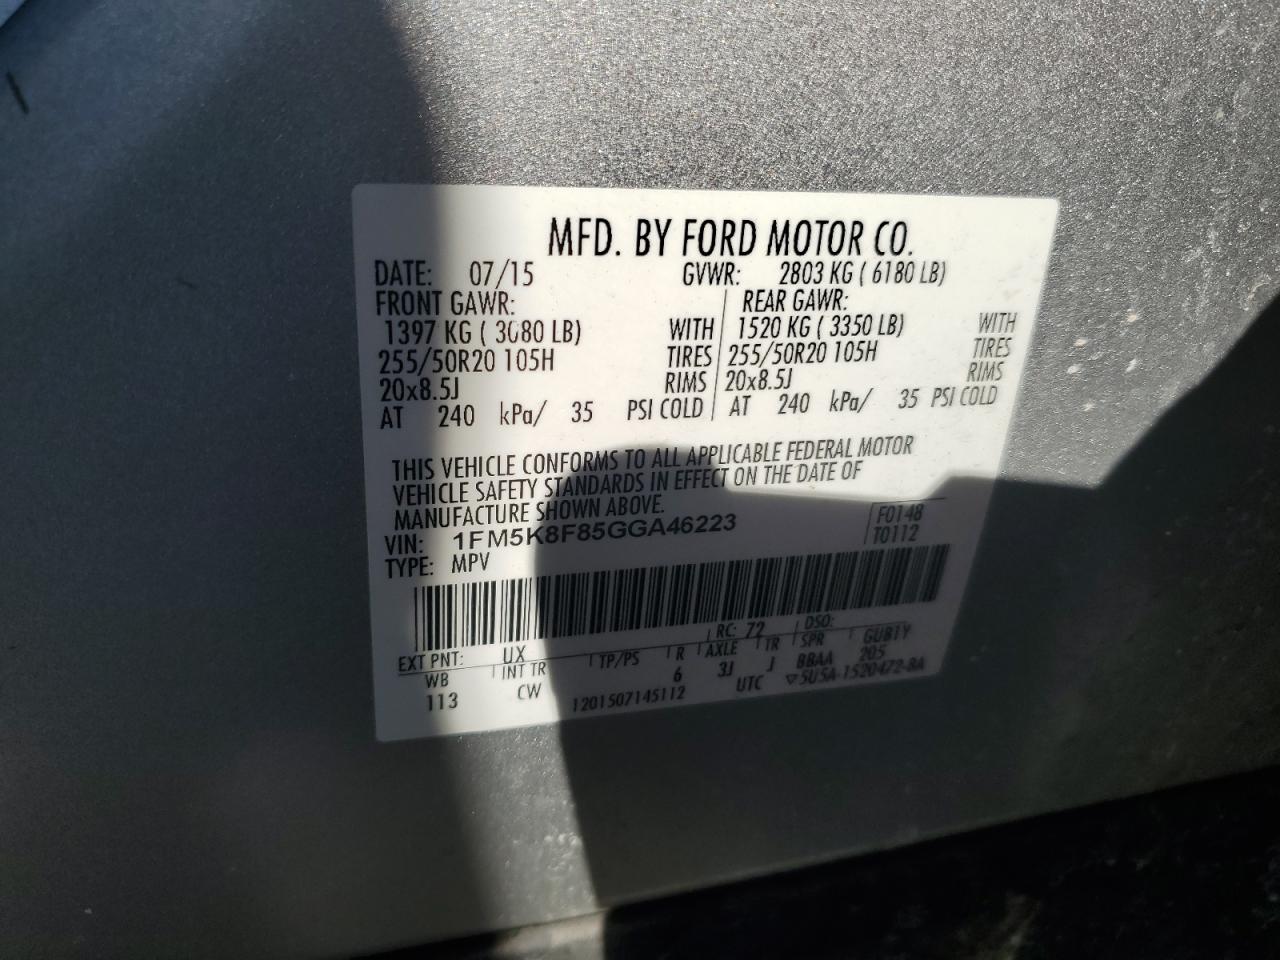 MFD. BY FORD MOTOR CO.
DATE: 07/15 GVWR: 2803 KG ( 6180 LB)
FRONT GAWR: REAR GAWR:
1397 KG ( 3080 LB) WITH 1520 KG ( 3350 LB) WITH
255/50R20 105H TIRES 255/50R20 105H TIRES
20x8.5J RIMS 20x8.5J RIMS
AT 240 kPa/ 35 PSI COLD AT 240 kPa/ 35 PSI COLD
THIS VEHICLE CONFORMS TO ALL APPLICABLE FEDERAL MOTOR
VEHICLE SAFETY STANDARDS IN EFFECT ON THE DATE OF
MANUFACTURE SHOWN ABOVE.
VIN: 1FM5K8F85GGA46223 F0148
TYPE: MPV T0112
EXT PNT: UX RC: 72 DSO:
WB INT TR TP/PS R AXLE TR SPR GUB1Y
113 CW 6 3J J BBAA 205
1201507145112 UTC ▽5U5A-1520472-BA